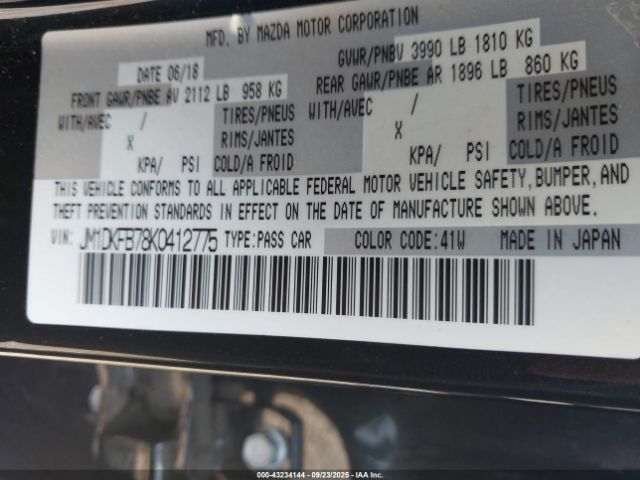 MFD. BY MAZDA MOTOR CORPORATION
DATE 06/18 GVWR/PNBV 3990 LB 1810 KG
FRONT GAWR/PNBE AV 2112 LB 958 KG REAR GAWR/PNBE AR 1896 LB 860 KG
WITH/AVEC / TIRES/PNEUS WITH/AVEC / TIRES/PNEUS
X RIMS/JANTES X RIMS/JANTES
KPA/ PSI COLD/A FROID KPA/ PSI COLD/A FROID
THIS VEHICLE CONFORMS TO ALL APPLICABLE FEDERAL MOTOR VEHICLE SAFETY, BUMPER, AND
THEFT PREVENTION STANDARDS IN EFFECT ON THE DATE OF MANUFACTURE SHOWN ABOVE.
VIN: JM1DKFB78K0412775 TYPE:PASS CAR COLOR CODE:41W MADE IN JAPAN
000-43234144 - 09/23/2025 - IAAI.com